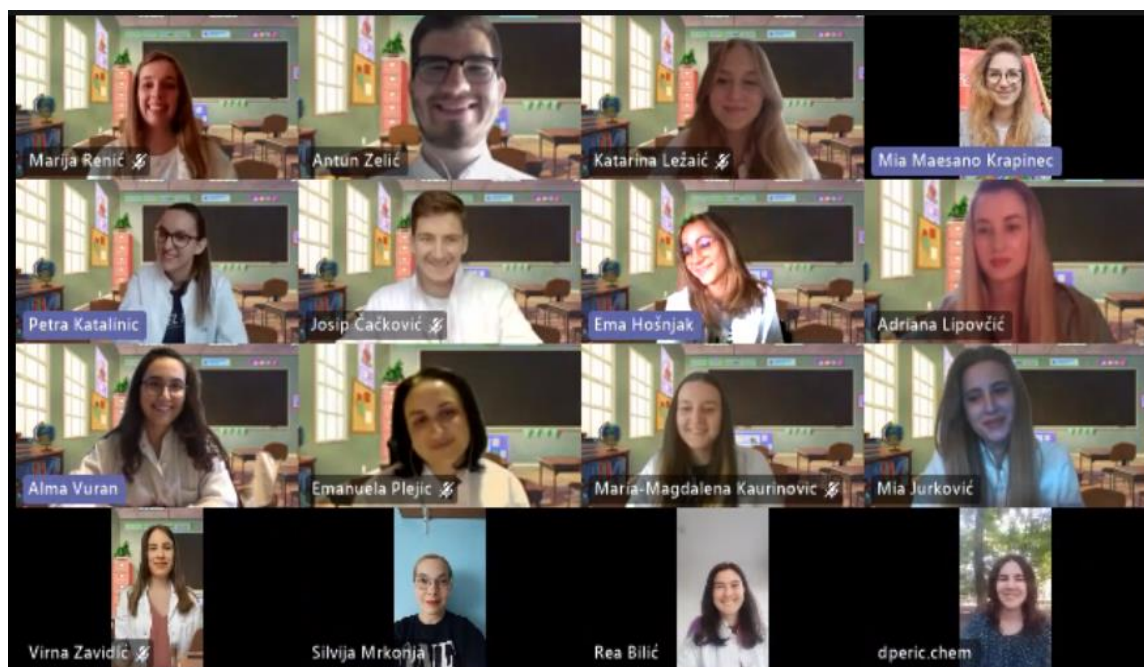 Marija Renić
Antun Zelić
Katarina Ležaić
Mia Maesano Krapinec
Petra Katalinic
Josip Čačković
Ema Hošnjak
Adriana Lipovčić
Alma Vuran
Emanuela Plejic
Maria-Magdalena Kaurinovic
Mia Jurković
Virna Zavidić
Silvija Mrkonja
Rea Bilić
dperic.chem